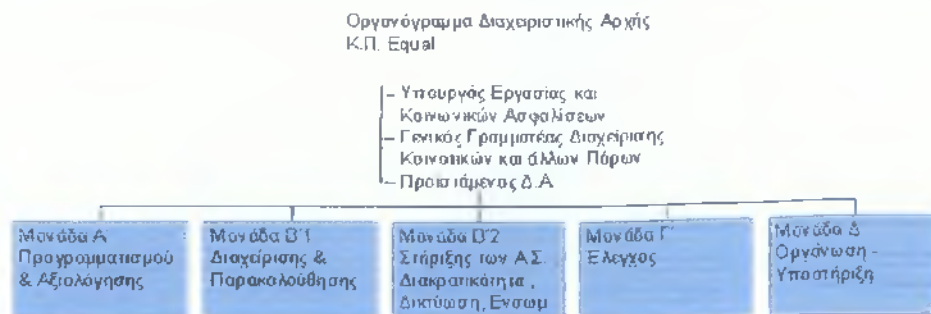 Οργανόγραμμα Διαχειριστικής Αρχής
Κ.Π. Equal
– Υπουργός Εργασίας και
Κοινωνικών Ασφαλίσεων
– Γενικός Γραμματέας Διαχείρισης
Κοινοτικών και άλλων Πόρων
– Προϊστάμενος Δ.Α
Μονάδα Α
Προγραμματισμού
& Αξιολόγησης
Μονάδα Β'1
Διαχείρισης &
Παρακολούθησης
Μονάδα Β'2
Στήριξης των Α.Σ.
Διακρατικότητα ,
Δικτύωση, Ενσωμ
Μονάδα Γ'
Έλεγχος
Μονάδα Δ
Οργάνωση -
Υποστήριξη